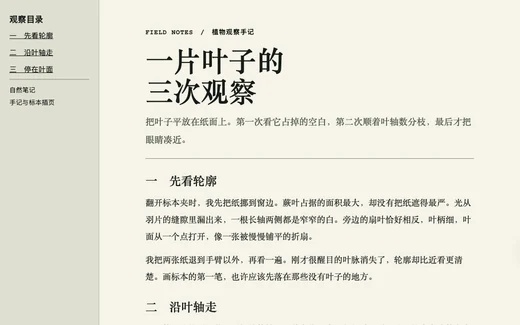 观察目录
一 先看轮廓
二 沿叶轴走
三 停在叶面
自然笔记
手记与标本插页
FIELD NOTES / 植物观察手记
一片叶子的
三次观察
把叶子平放在纸面上。第一次看它占掉的空白，第二次顺着叶轴数分枝，最后才把
眼睛凑近。
一 先看轮廓
翻开标本夹时，我先把纸挪到窗边。蕨叶占据的面积最大，却没有把纸遮得最严。光从
羽片的缝隙里漏出来，一根长轴两侧都是窄窄的白。旁边的扇叶恰好相反，叶柄细，叶
面从一个点打开，像一张被慢慢铺平的折扇。
我把两张纸退到手臂以外，再看一遍。刚才很醒目的叶脉消失了，轮廓却比近看更清
楚。画标本的第一笔，也许应该先落在那些没有叶子的地方。
二 沿叶轴走